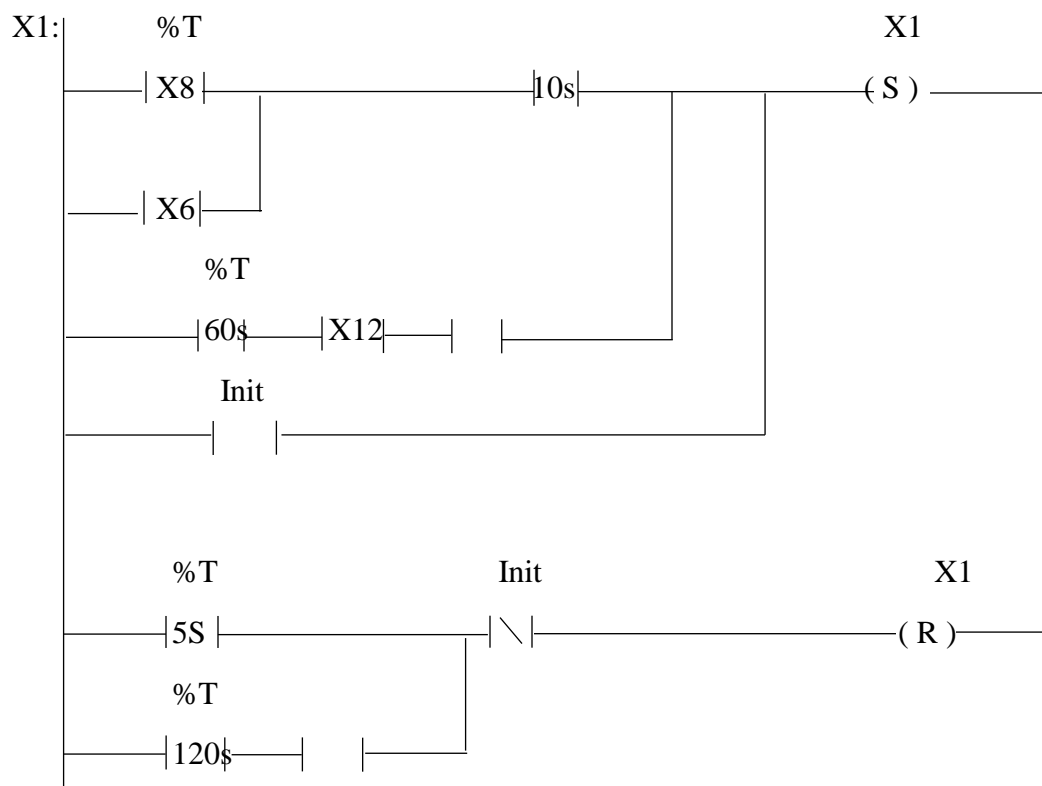 X1: %T X1
X8 10s ( S )
X6
%T
60s X12
Init
%T Init X1
5S ( R )
%T
120s